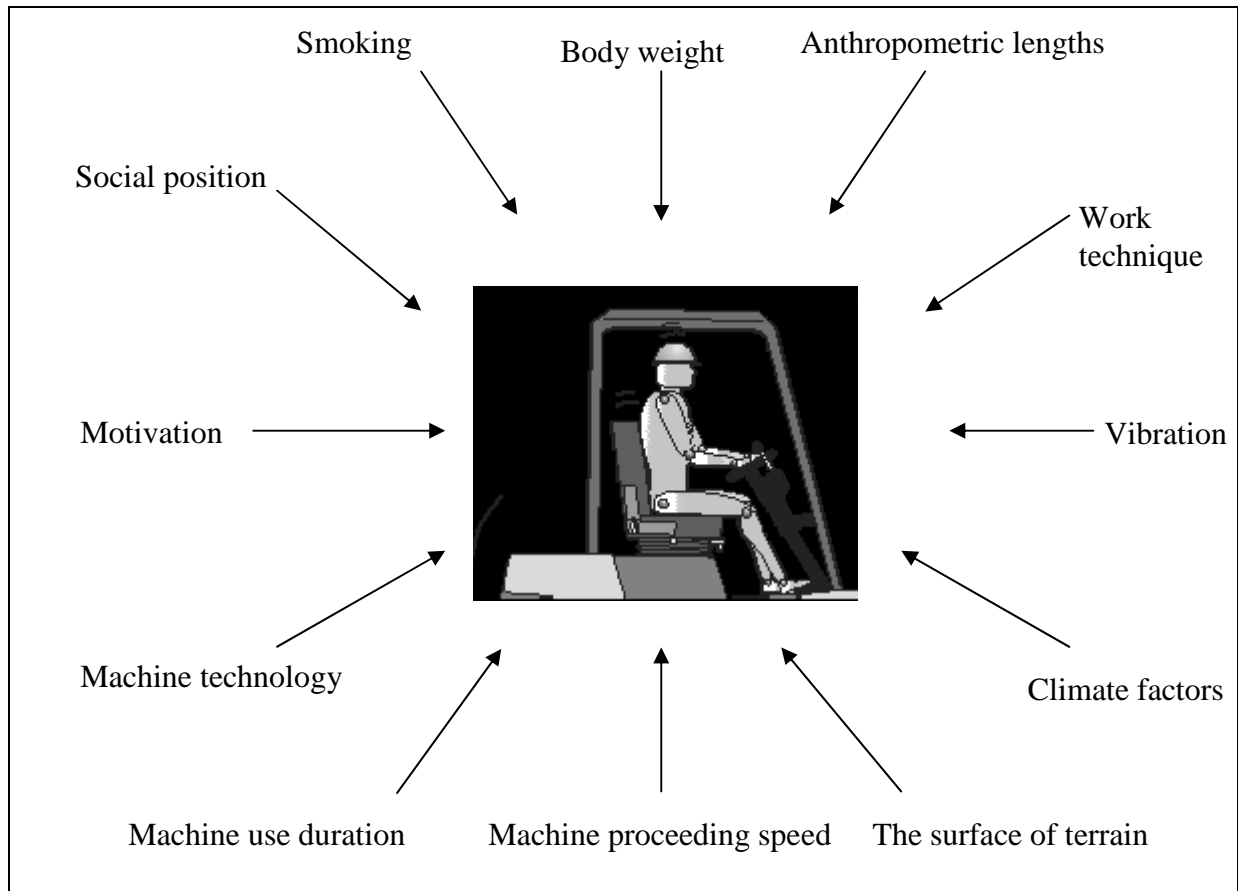 Smoking
Body weight
Anthropometric lengths
Social position
Work
technique
Motivation
Vibration
Machine technology
Climate factors
Machine use duration
Machine proceeding speed
The surface of terrain